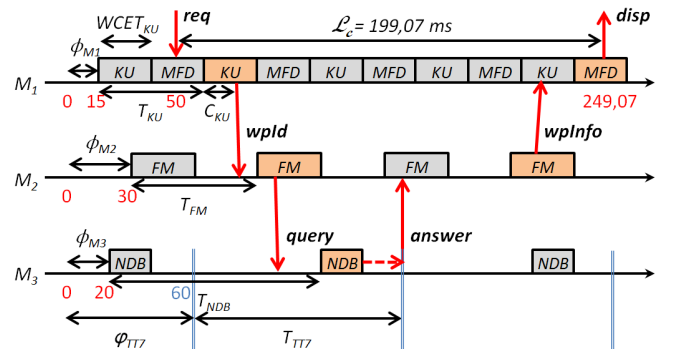 WCET_KU req ℒ_c = 199,07 ms disp
ϕ_M1
KU MFD KU MFD KU MFD KU MFD KU MFD
M_1
0 15 50 249,07
T_KU C_KU
wpId wpInfo
ϕ_M2
FM FM FM FM
M_2
0 30
T_FM
ϕ_M3 query answer
NDB NDB NDB
M_3
0 20 60
T_NDB
φ_TT7 T_TT7